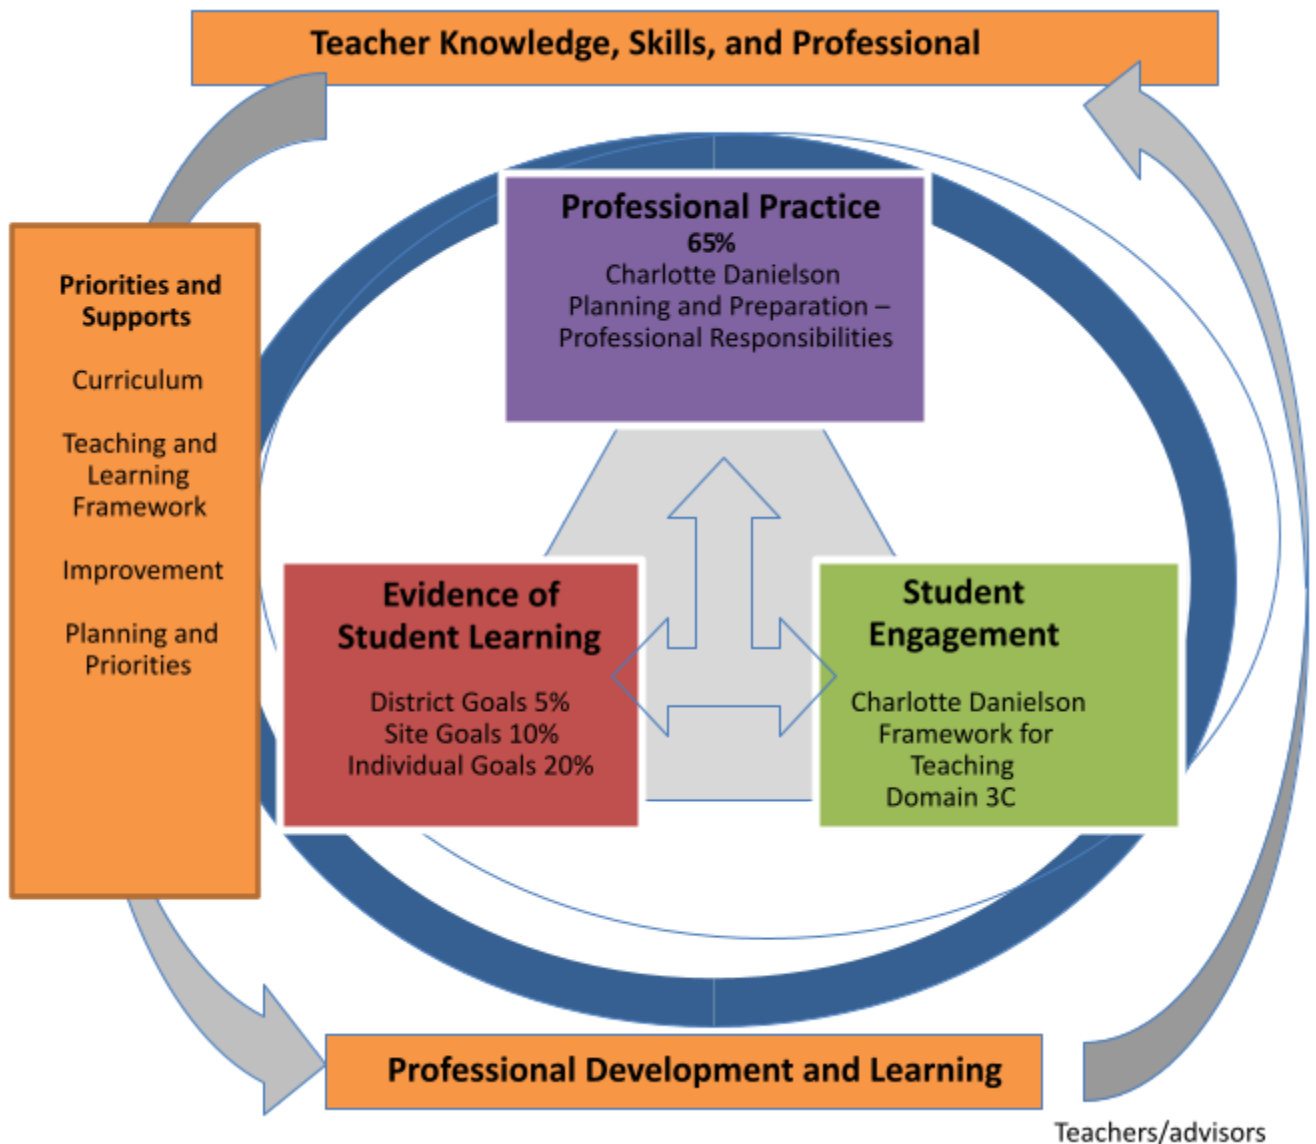 Teacher Knowledge, Skills, and Professional
Professional Practice
65%
Charlotte Danielson
Planning and Preparation –
Professional Responsibilities
Priorities and
Supports
Curriculum
Teaching and
Learning
Framework
Improvement
Planning and
Priorities
Evidence of
Student Learning
District Goals 5%
Site Goals 10%
Individual Goals 20%
Student
Engagement
Charlotte Danielson
Framework for
Teaching
Domain 3C
Professional Development and Learning
Teachers/advisors